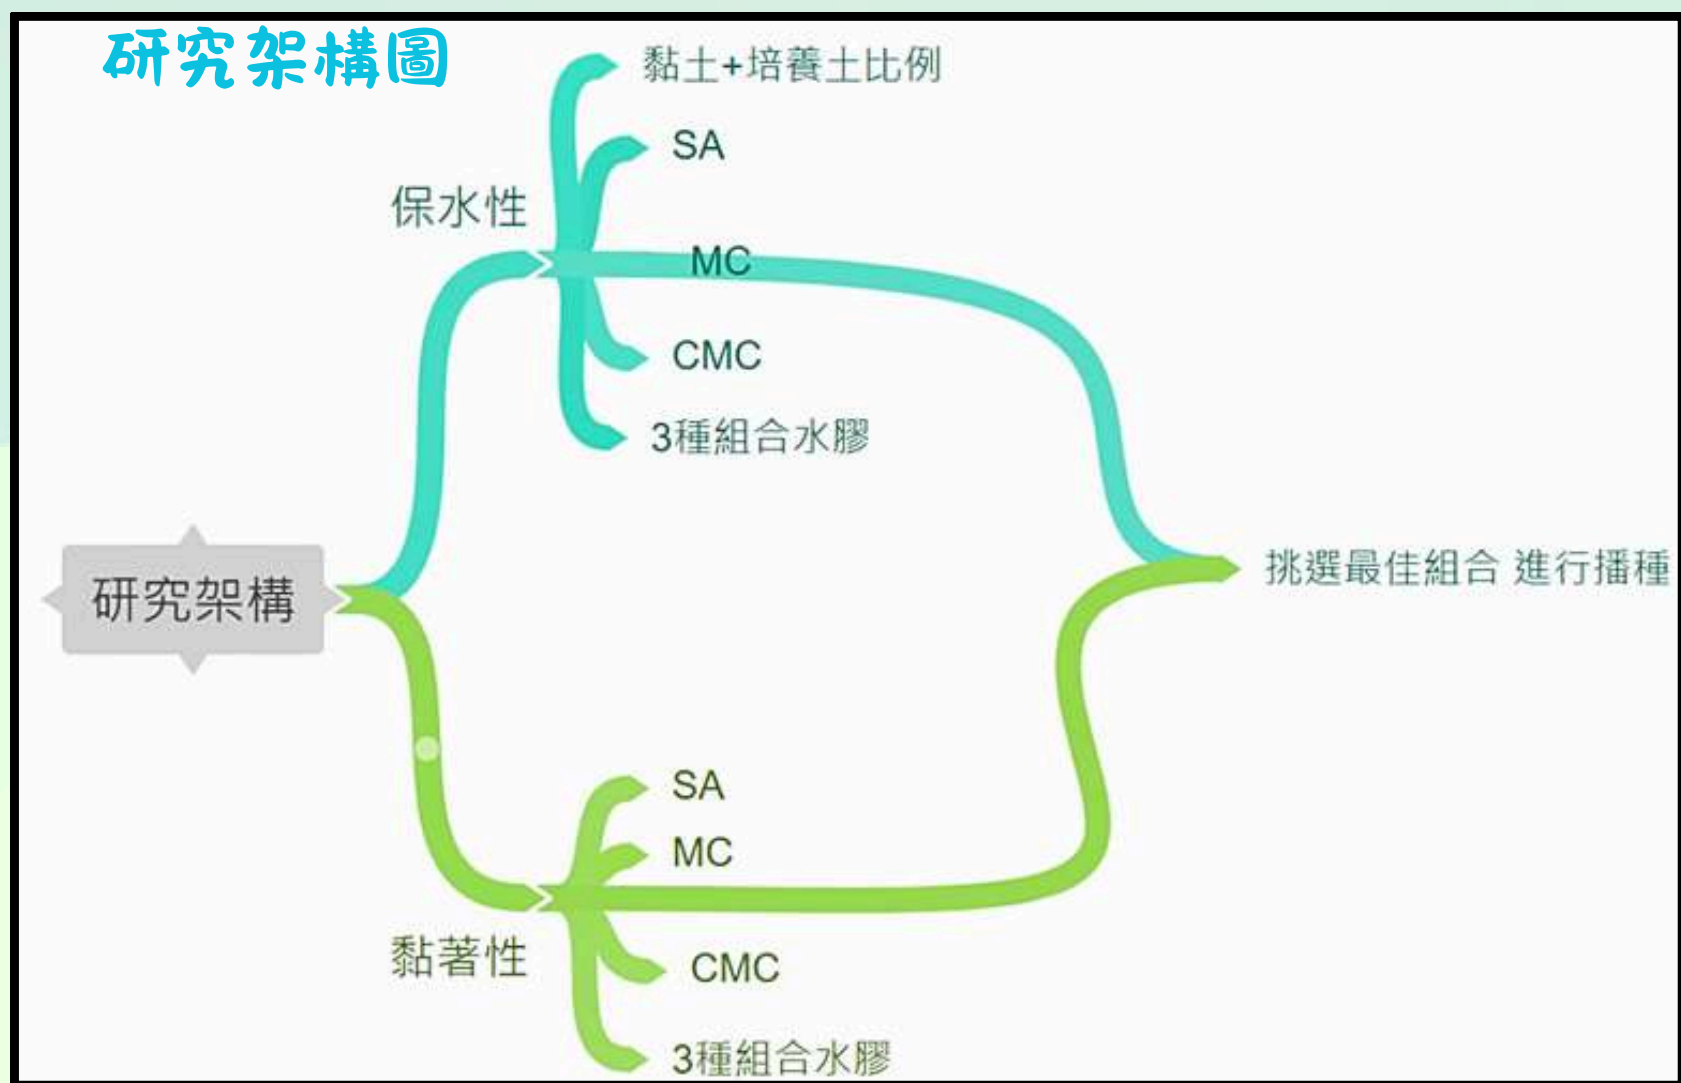 研究架構圖
黏土+培養土比例
SA
保水性
MC
CMC
3種組合水膠
研究架構
挑選最佳組合 進行播種
SA
MC
黏著性
CMC
3種組合水膠